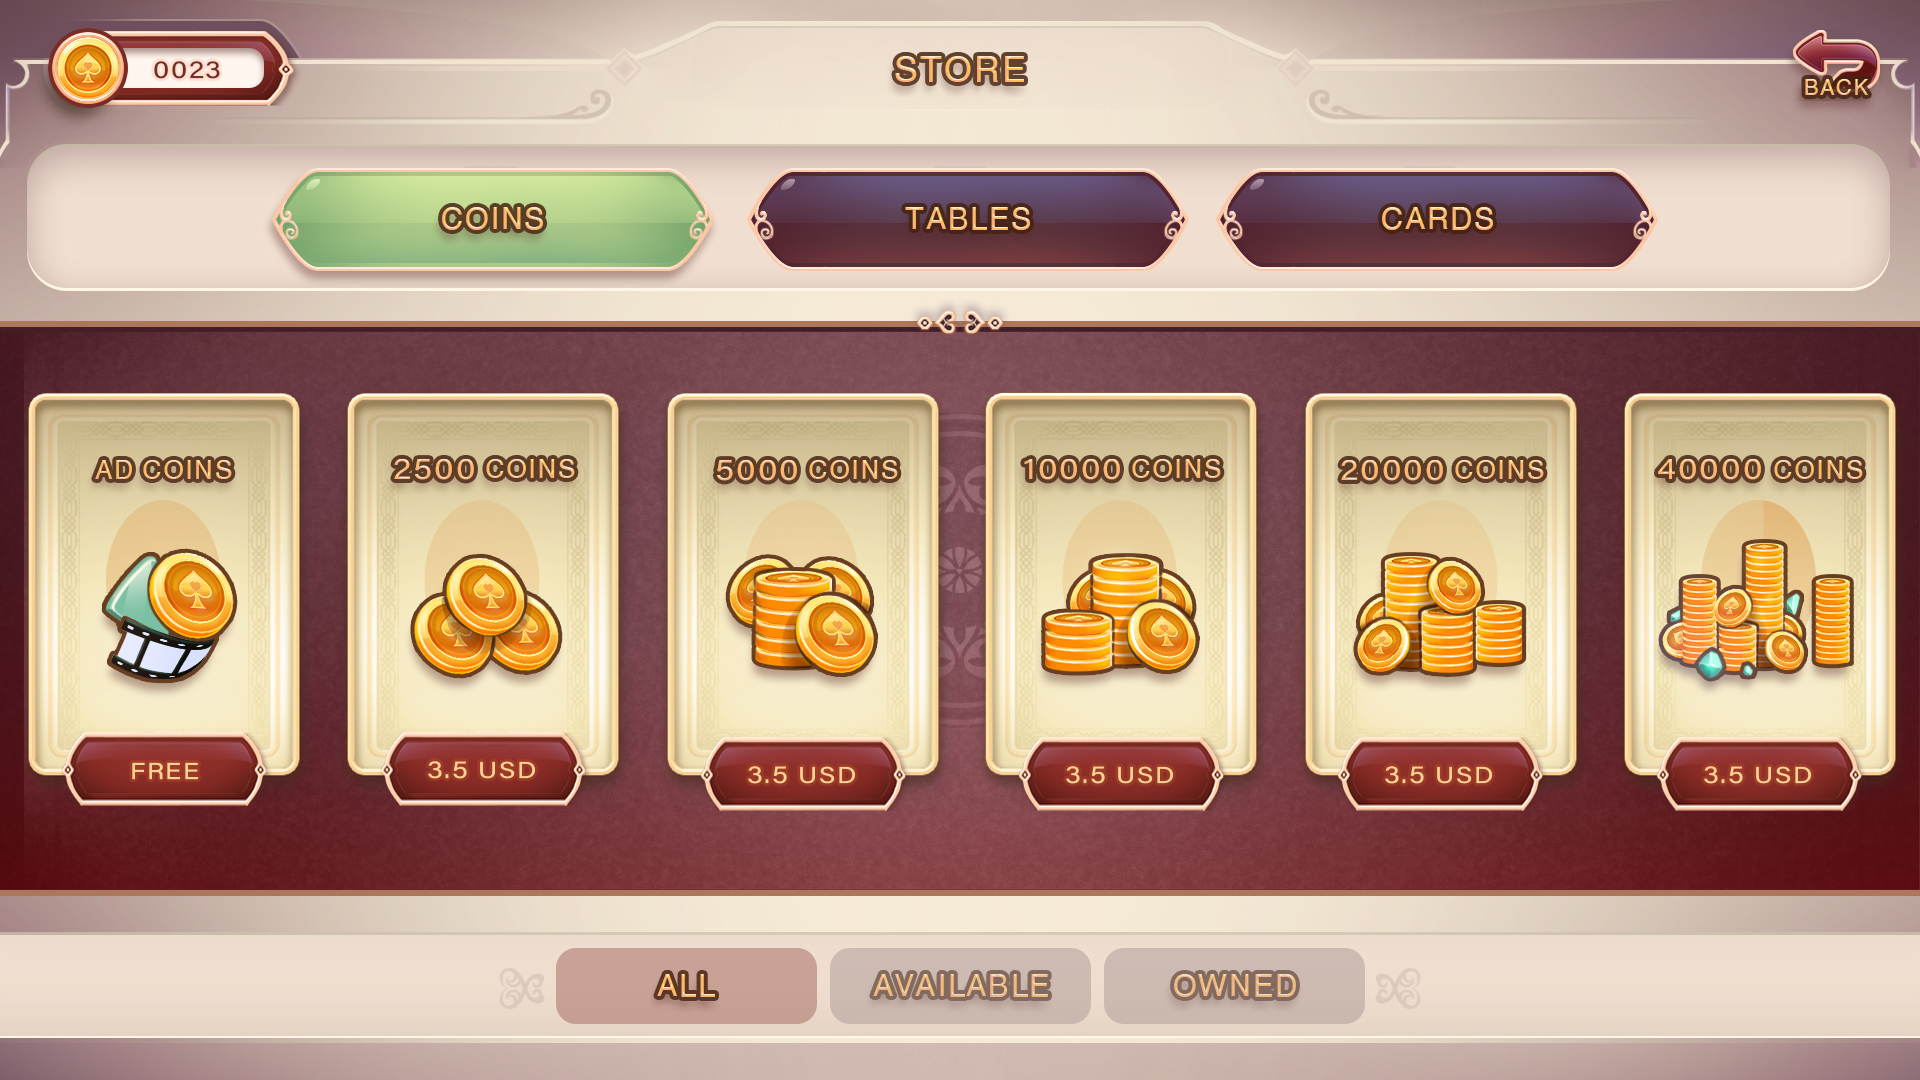 0023
STORE
BACK
COINS
TABLES
CARDS
AD COINS
2500 COINS
5000 COINS
10000 COINS
20000 COINS
40000 COINS
FREE
3.5 USD
3.5 USD
3.5 USD
3.5 USD
3.5 USD
ALL
AVAILABLE
OWNED